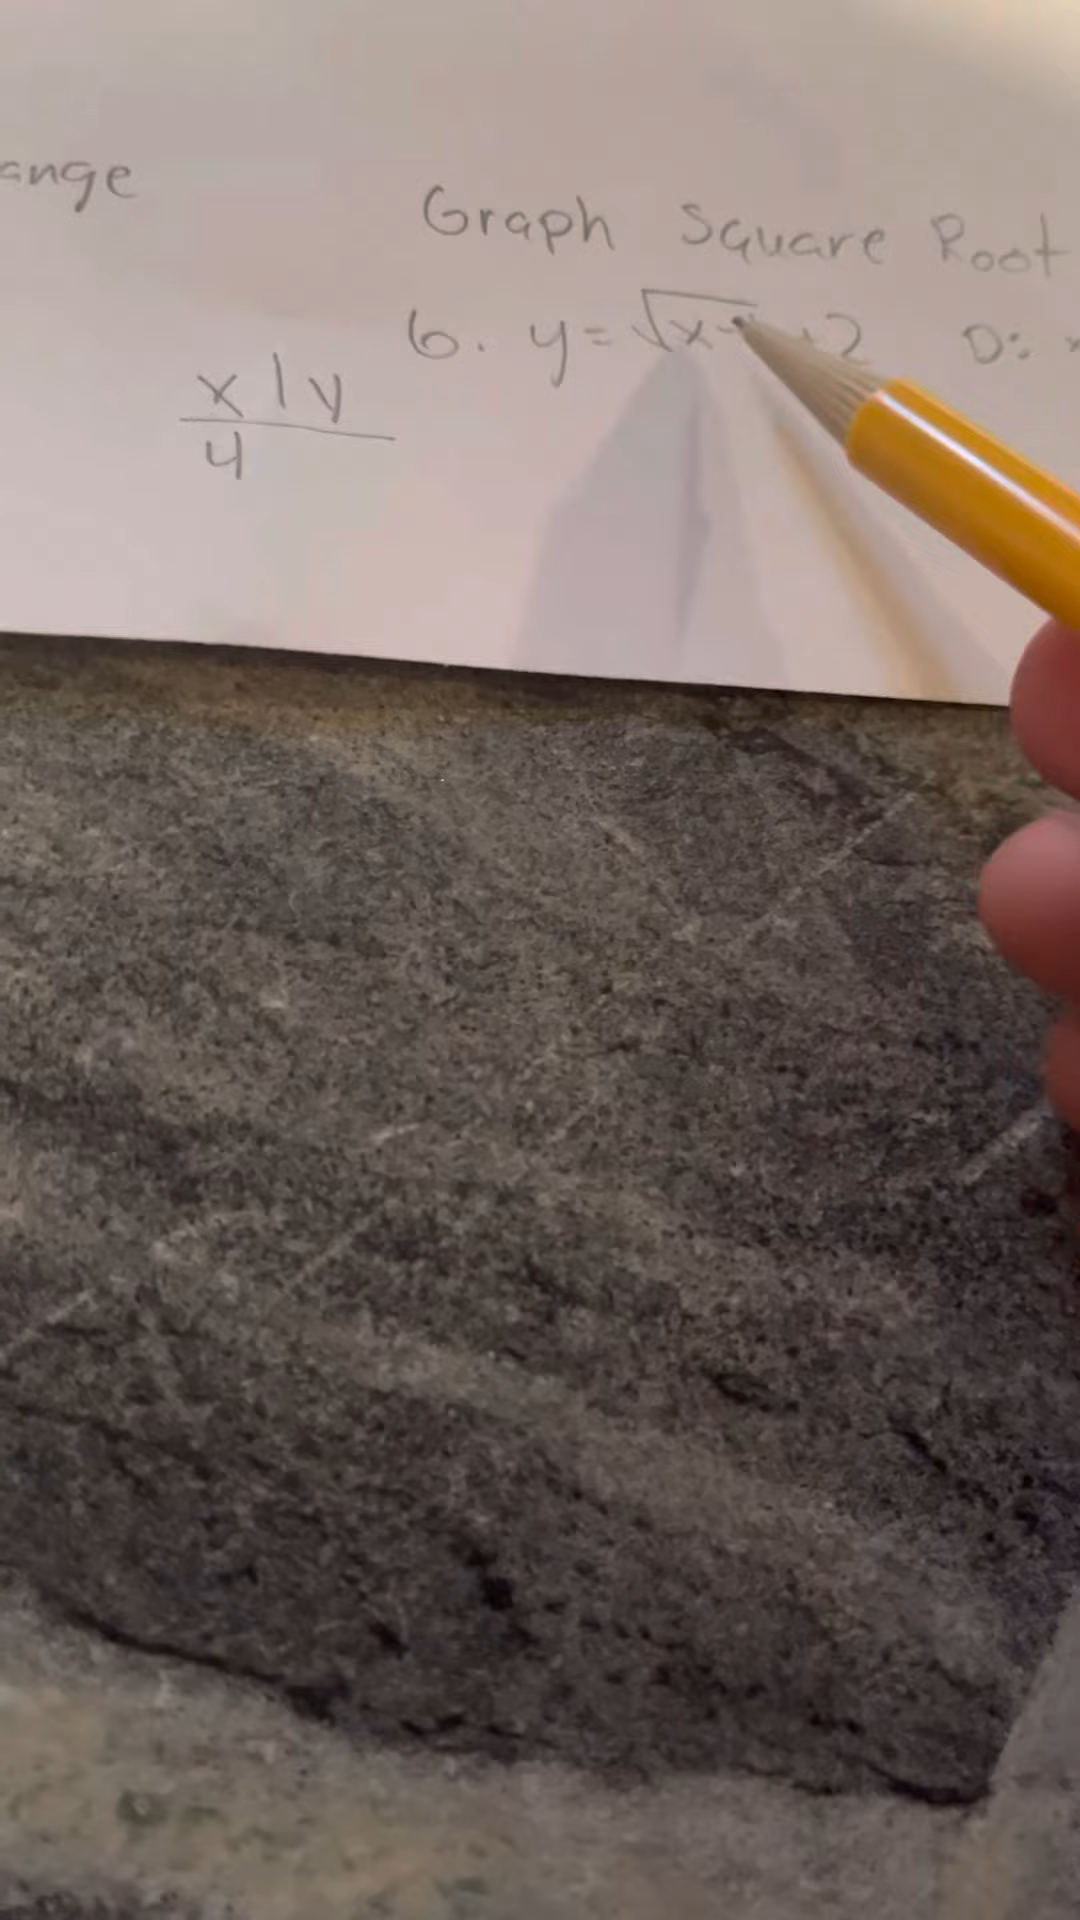 ange
Graph Square Root
6. y=√x- +2 D:
x | y
4